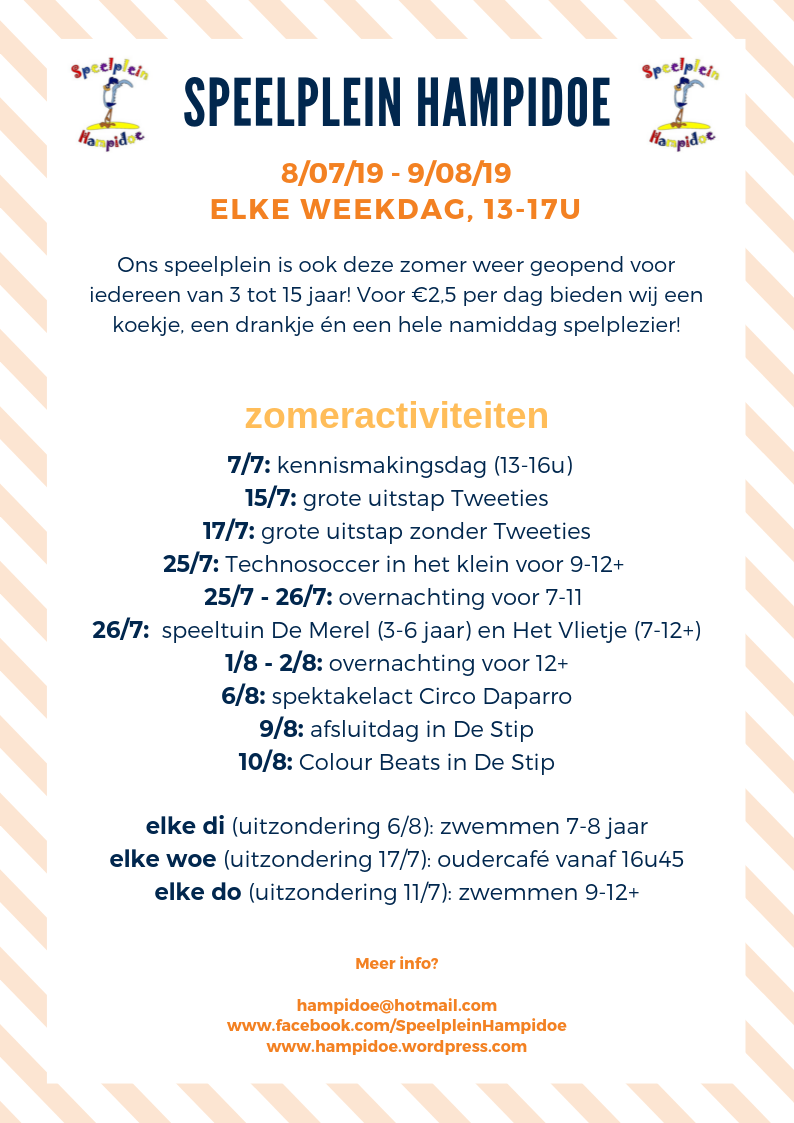 Speelplein
Hampidoe
SPEELPLEIN HAMPIDOE
Speelplein
Hampidoe
8/07/19 - 9/08/19
ELKE WEEKDAG, 13-17U
Ons speelplein is ook deze zomer weer geopend voor
iedereen van 3 tot 15 jaar! Voor €2,5 per dag bieden wij een
koekje, een drankje én een hele namiddag spelplezier!
zomeractiviteiten
7/7: kennismakingsdag (13-16u)
15/7: grote uitstap Tweeties
17/7: grote uitstap zonder Tweeties
25/7: Technosoccer in het klein voor 9-12+
25/7 - 26/7: overnachting voor 7-11
26/7: speeltuin De Merel (3-6 jaar) en Het Vlietje (7-12+)
1/8 - 2/8: overnachting voor 12+
6/8: spektakelact Circo Daparro
9/8: afsluitdag in De Stip
10/8: Colour Beats in De Stip
elke di (uitzondering 6/8): zwemmen 7-8 jaar
elke woe (uitzondering 17/7): oudercafé vanaf 16u45
elke do (uitzondering 11/7): zwemmen 9-12+
Meer info?
hampidoe@hotmail.com
www.facebook.com/SpeelpleinHampidoe
www.hampidoe.wordpress.com